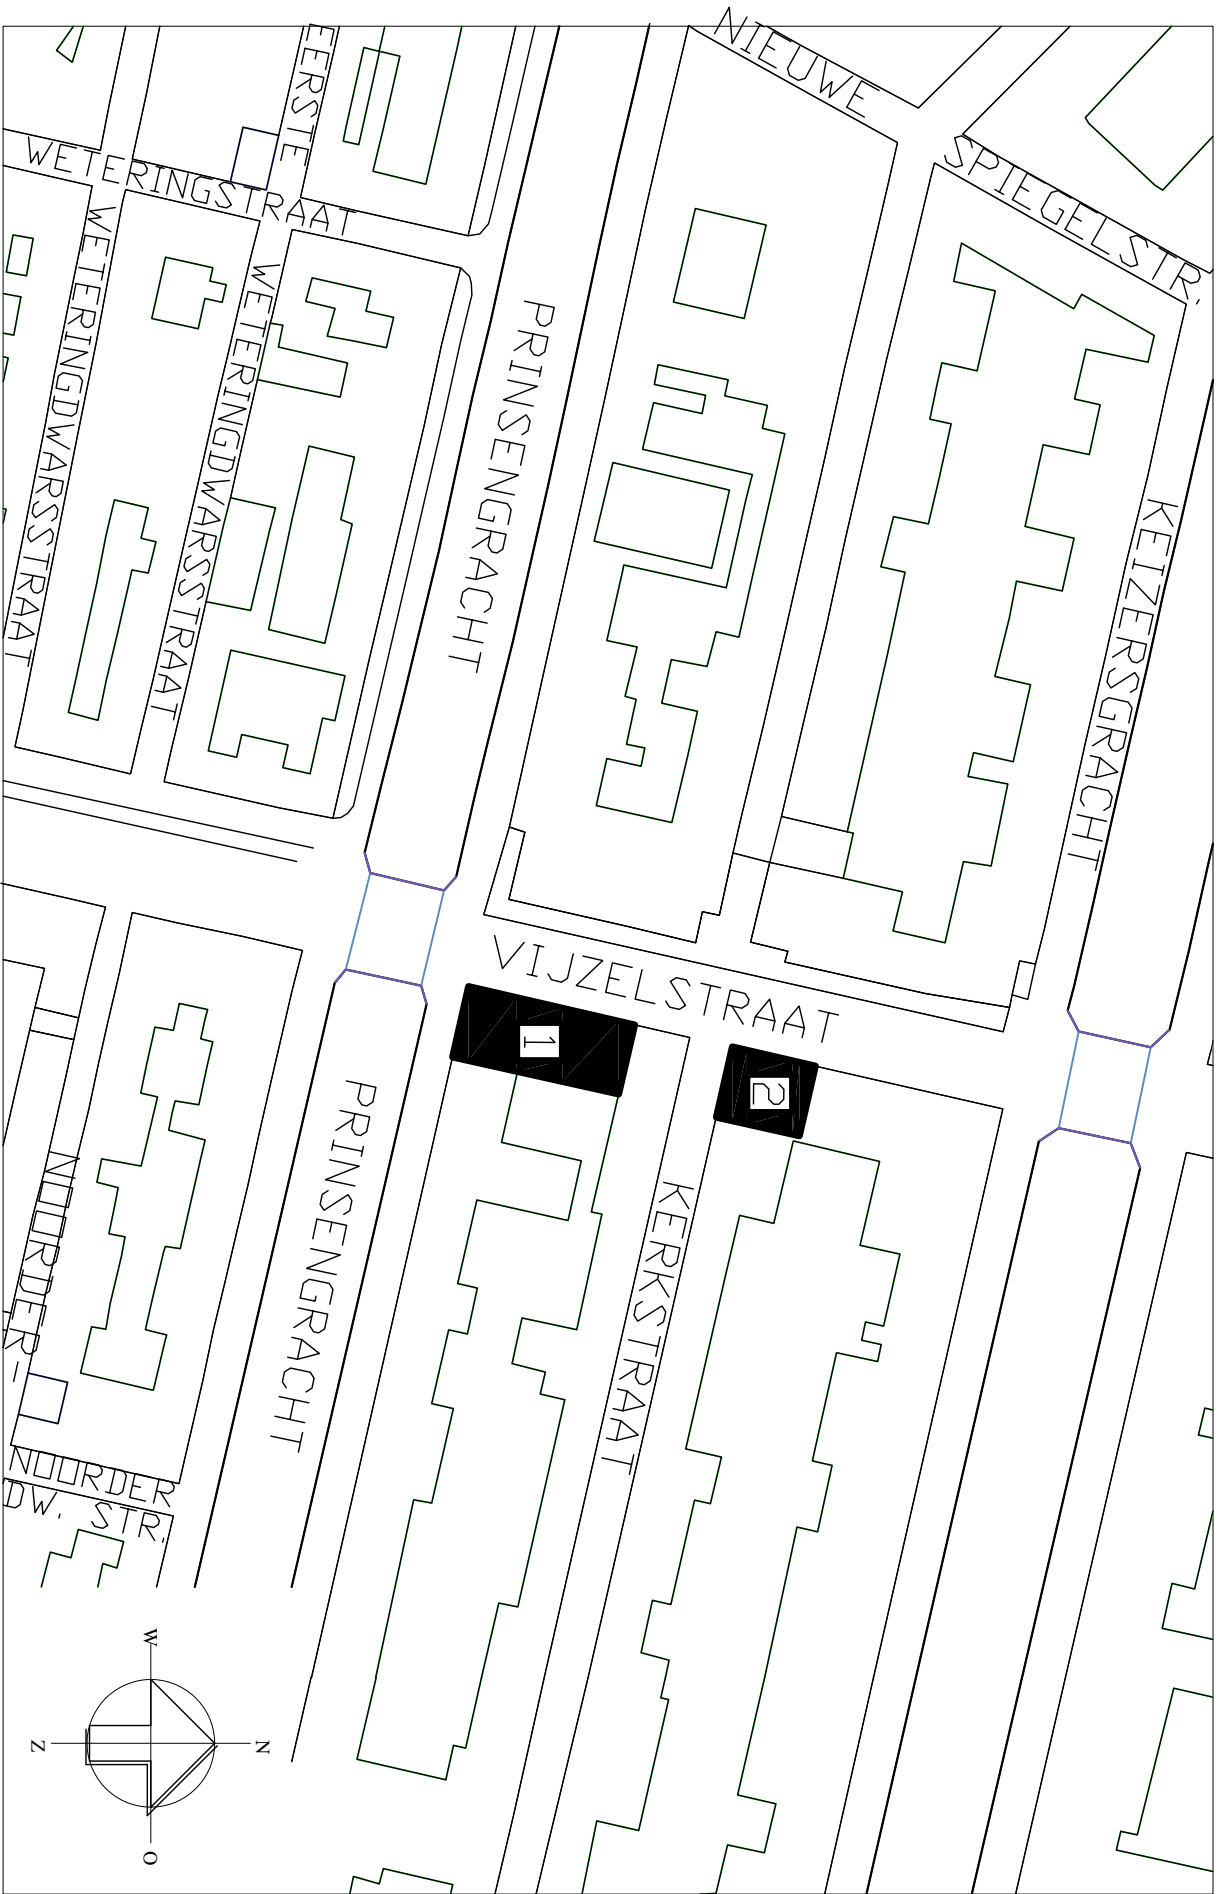 NIEUWE
SPIEGELSTR.
EERSTE
WETERINGSTRAAT
WETERINGDWARSSTRAAT
WETERINGDWARSSTRAAT
PRINSENGRACHT
KEIZERSGRACHT
VIJZELSTRAAT
1
2
PRINSENGRACHT
KERKSTRAAT
NOORDER-
NOORDER
DW. STR.
W
Z
N
O